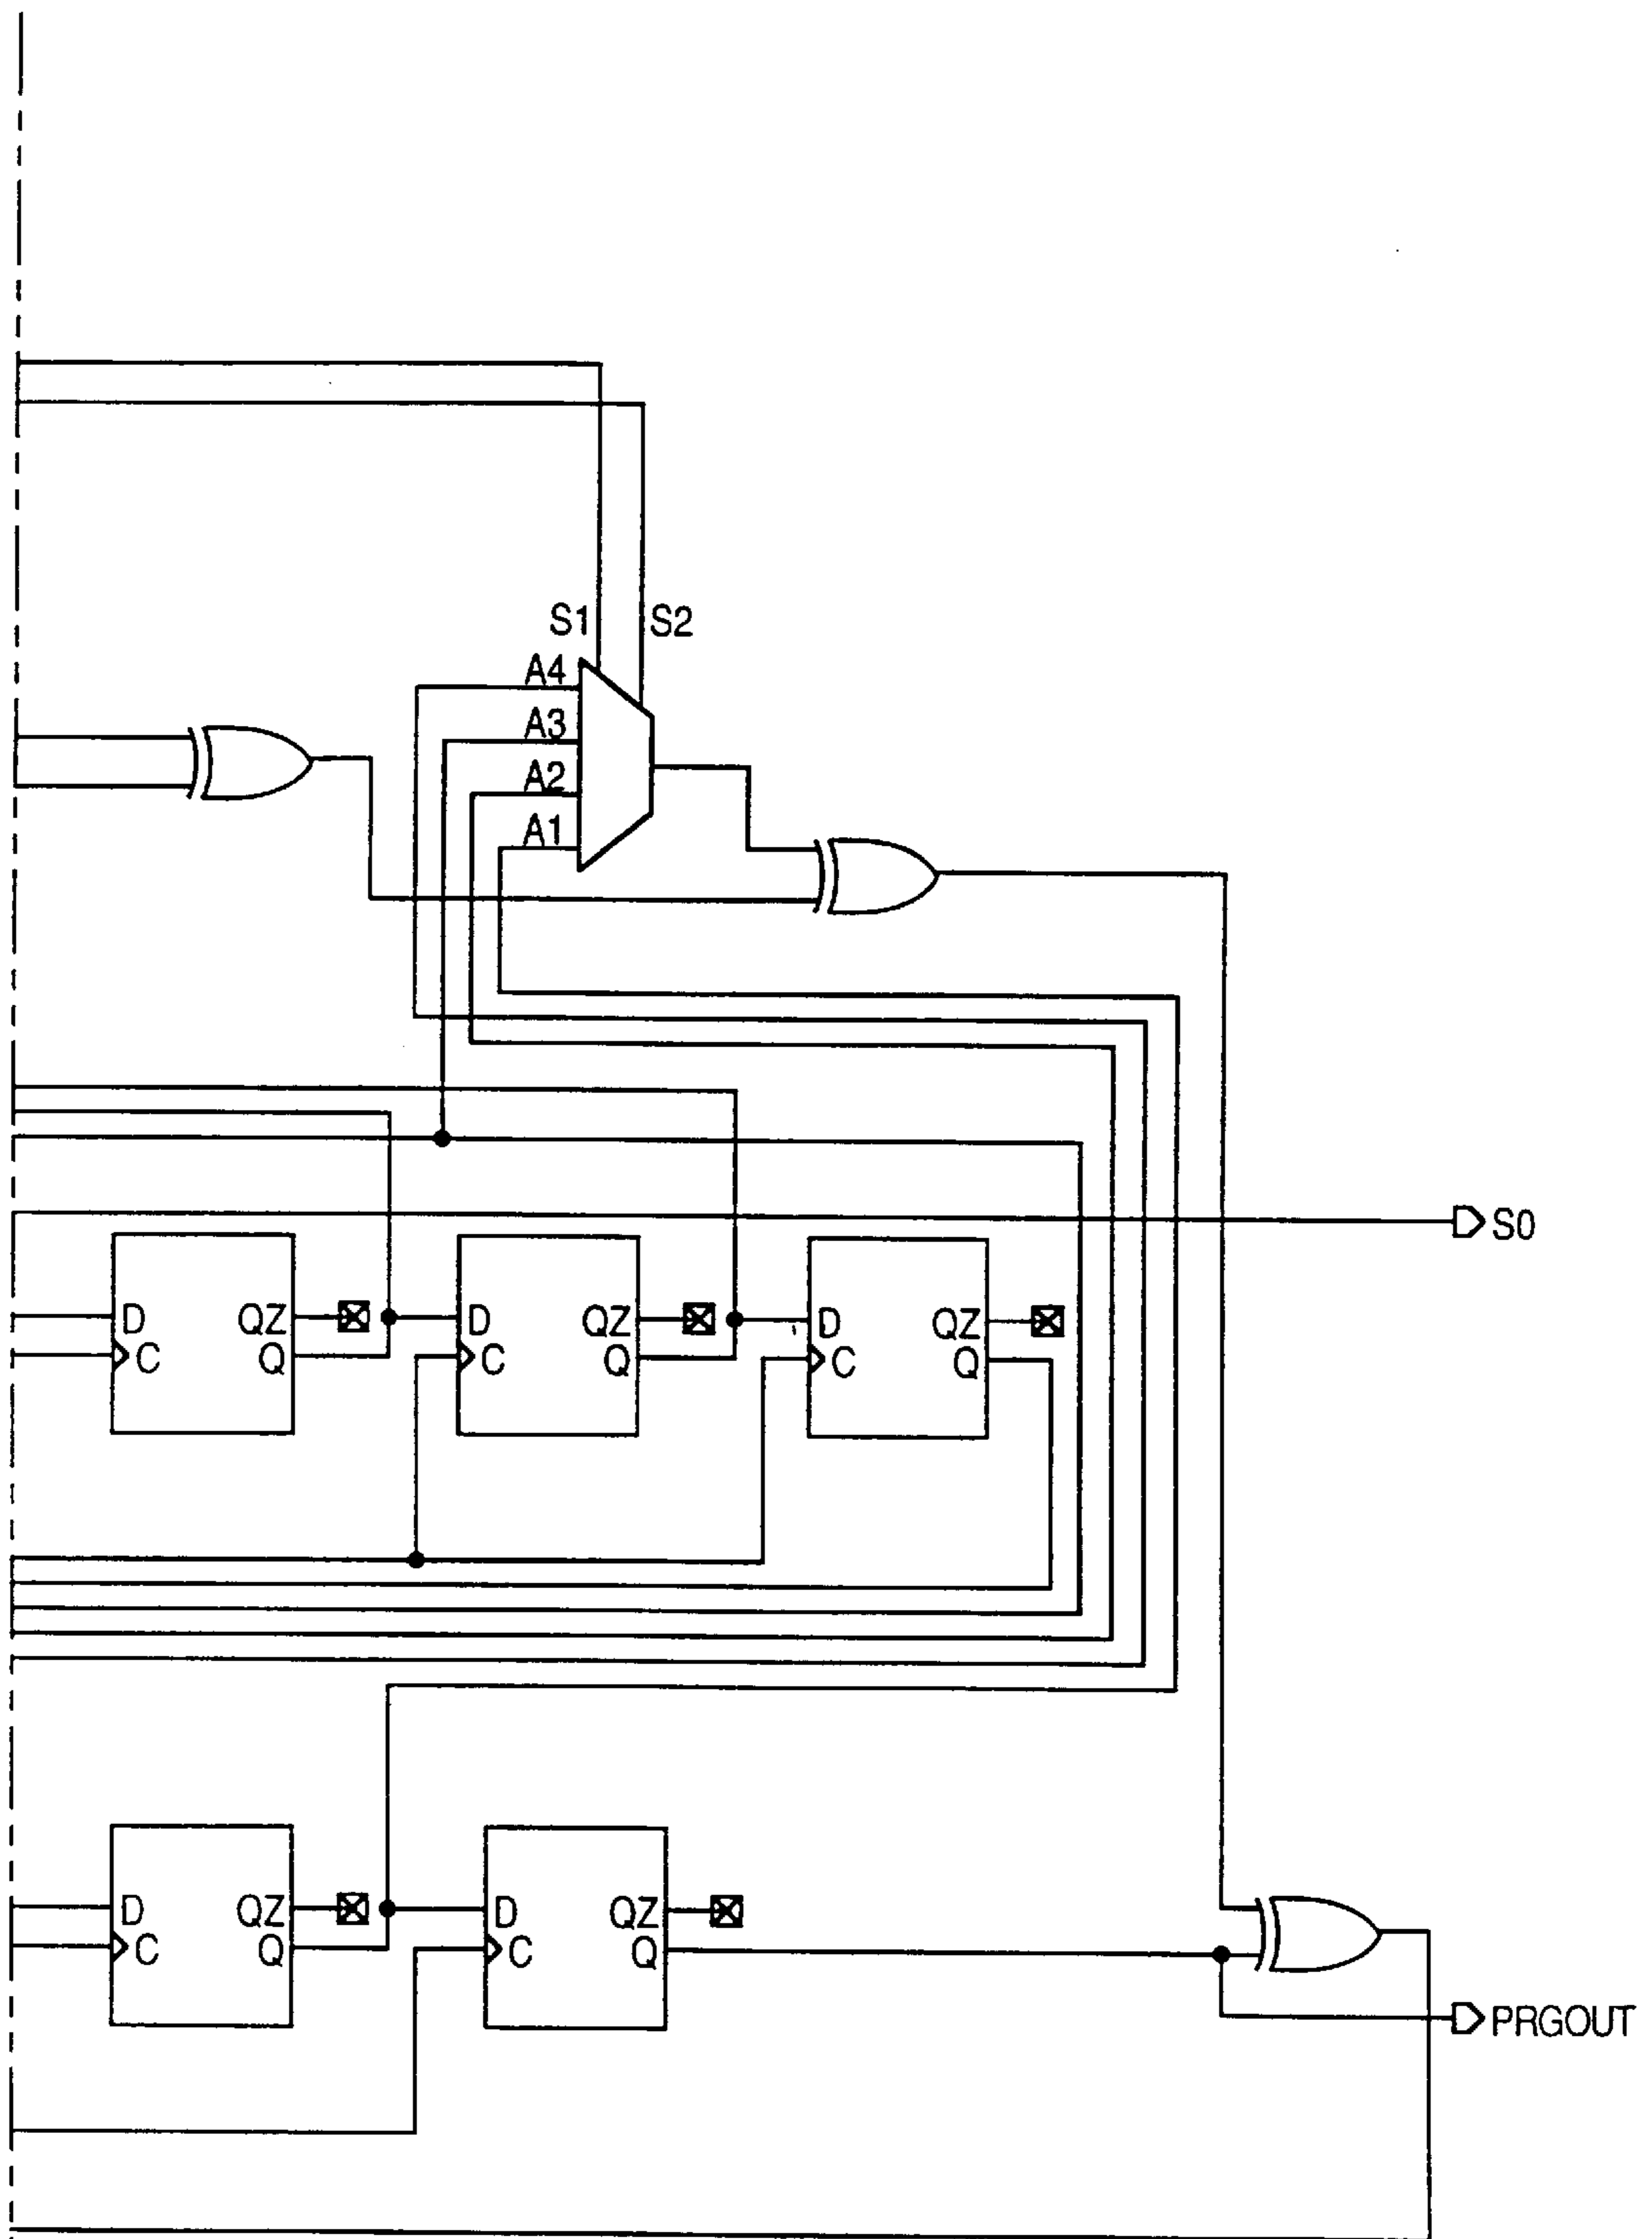 S1 S2
A4
A3
A2
A1
S0
D QZ D QZ D QZ
C Q C Q C Q
D QZ D QZ
C Q C Q
PRGOUT